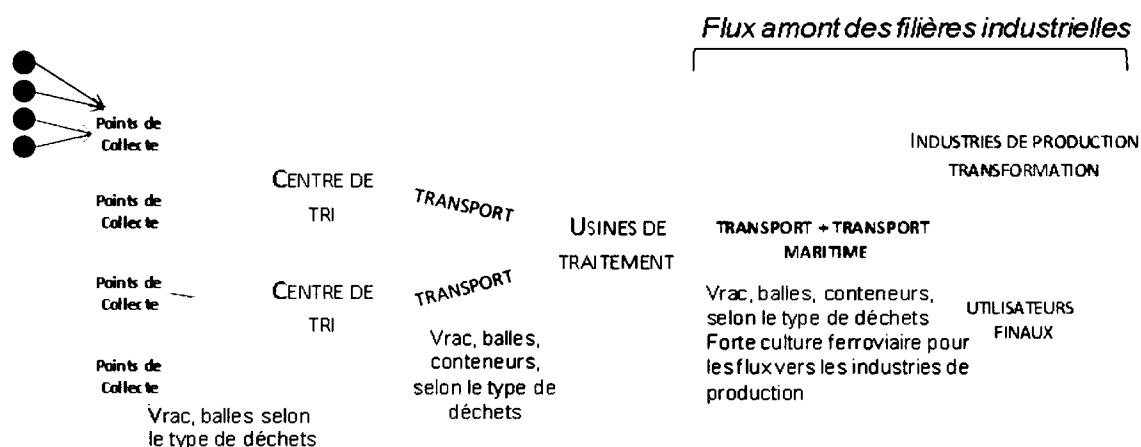 Flux amont des filières industrielles
Points de
Collecte
INDUSTRIES DE PRODUCTION
TRANSFORMATION
CENTRE DE
TRI
TRANSPORT
Points de
Collecte
USINES DE
TRAITEMENT
TRANSPORT + TRANSPORT
MARITIME
Points de
Collecte
CENTRE DE
TRI
TRANSPORT
Vrac, balles, conteneurs,
selon le type de déchets
Forte culture ferroviaire pour
les flux vers les industries de
production
UTILISATEURS
FINAUX
Vrac, balles,
conteneurs,
selon le type de
déchets
Points de
Collecte
Vrac, balles selon
le type de déchets